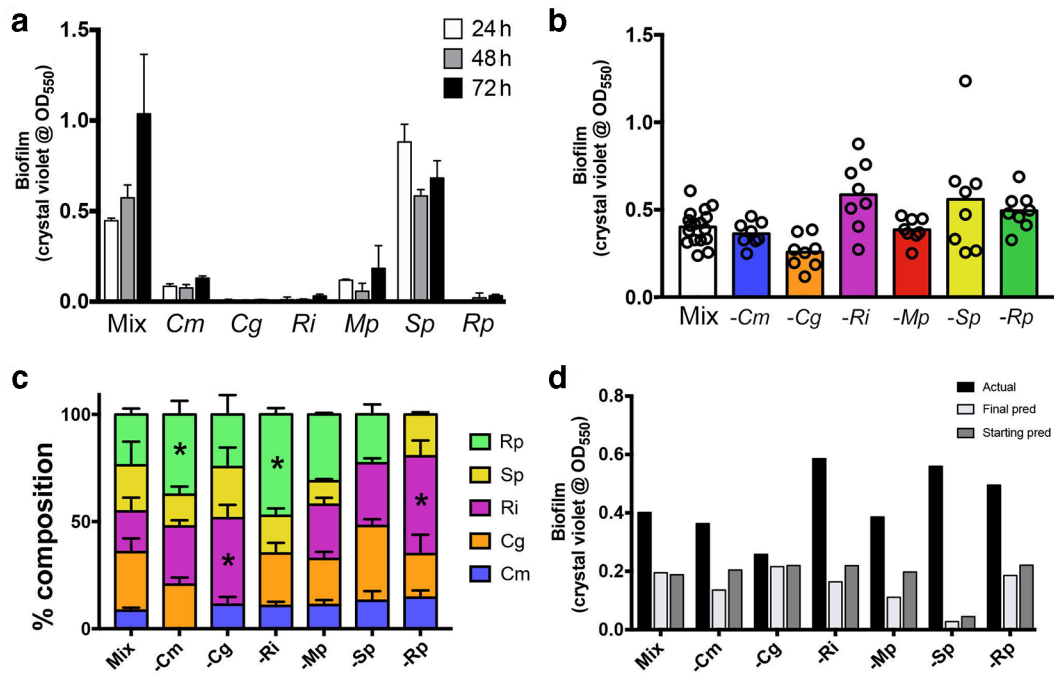 a
1.5
1.0
0.5
0.0
Biofilm
(crystal violet @ OD550)
24 h
48 h
72 h
Mix Cm Cg Ri Mp Sp Rp
b
1.5
1.0
0.5
0.0
Biofilm
(crystal violet @ OD550)
Mix -Cm -Cg -Ri -Mp -Sp -Rp
c
100
50
0
% composition
* * * *
Rp
Sp
Ri
Cg
Cm
Mix -Cm -Cg -Ri -Mp -Sp -Rp
d
0.8
0.6
0.4
0.2
0.0
Biofilm
(crystal violet @ OD550)
Actual
Final pred
Starting pred
Mix -Cm -Cg -Ri -Mp -Sp -Rp